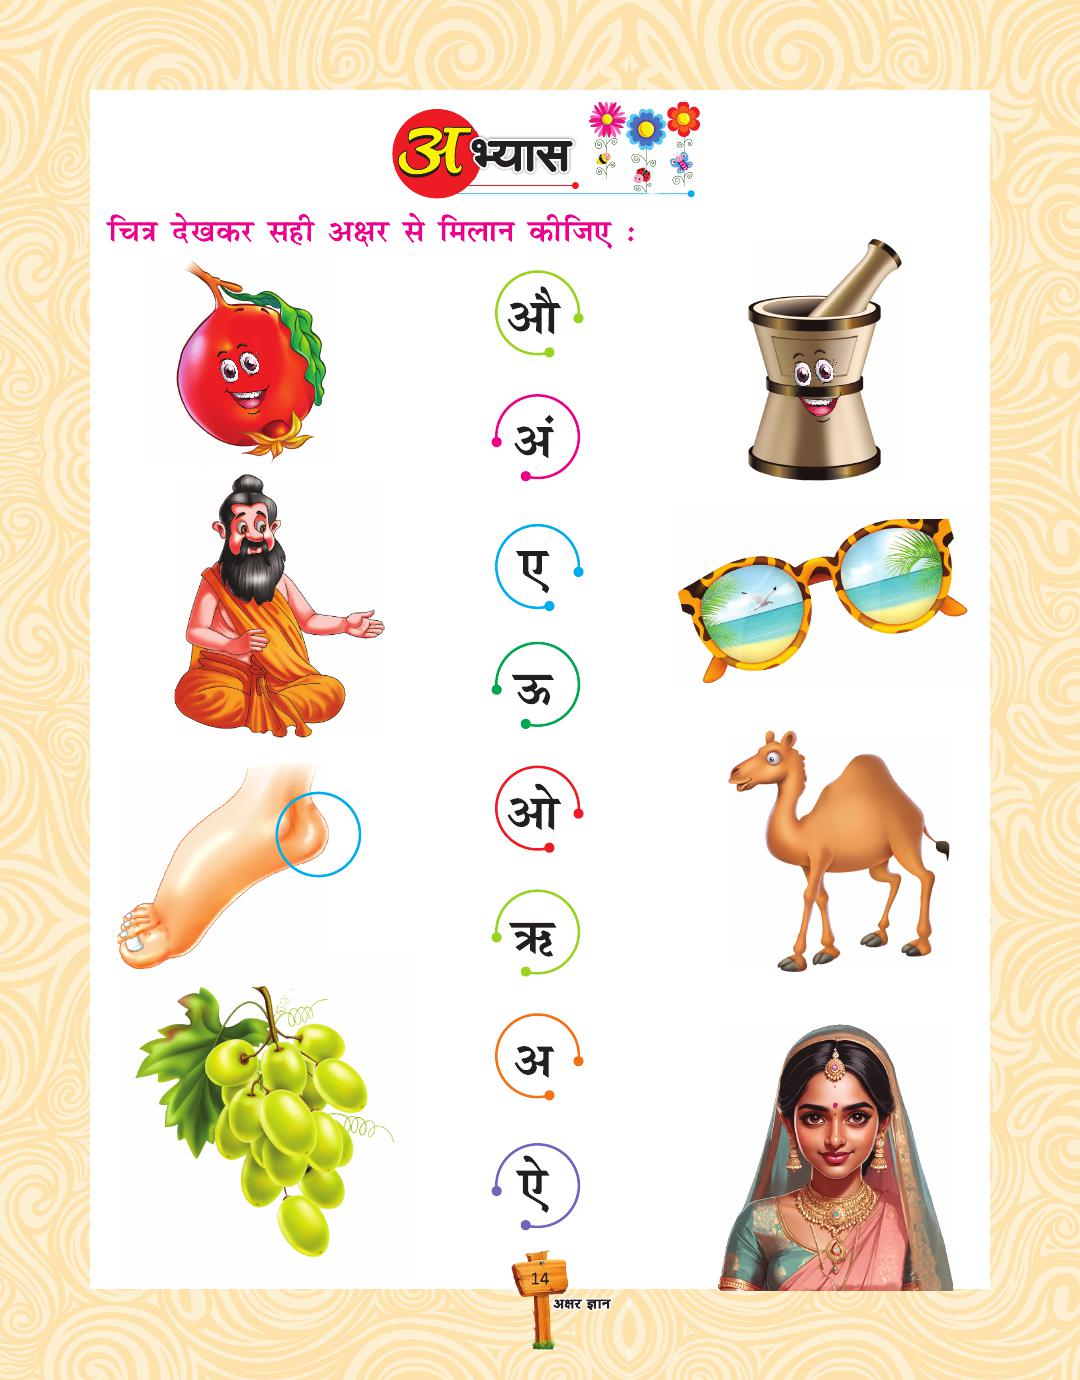 अभ्यास
चित्र देखकर सही अक्षर से मिलान कीजिए :
औ
अं
ए
ऊ
ओ
ऋ
अ
ऐ
14
अक्षर ज्ञान